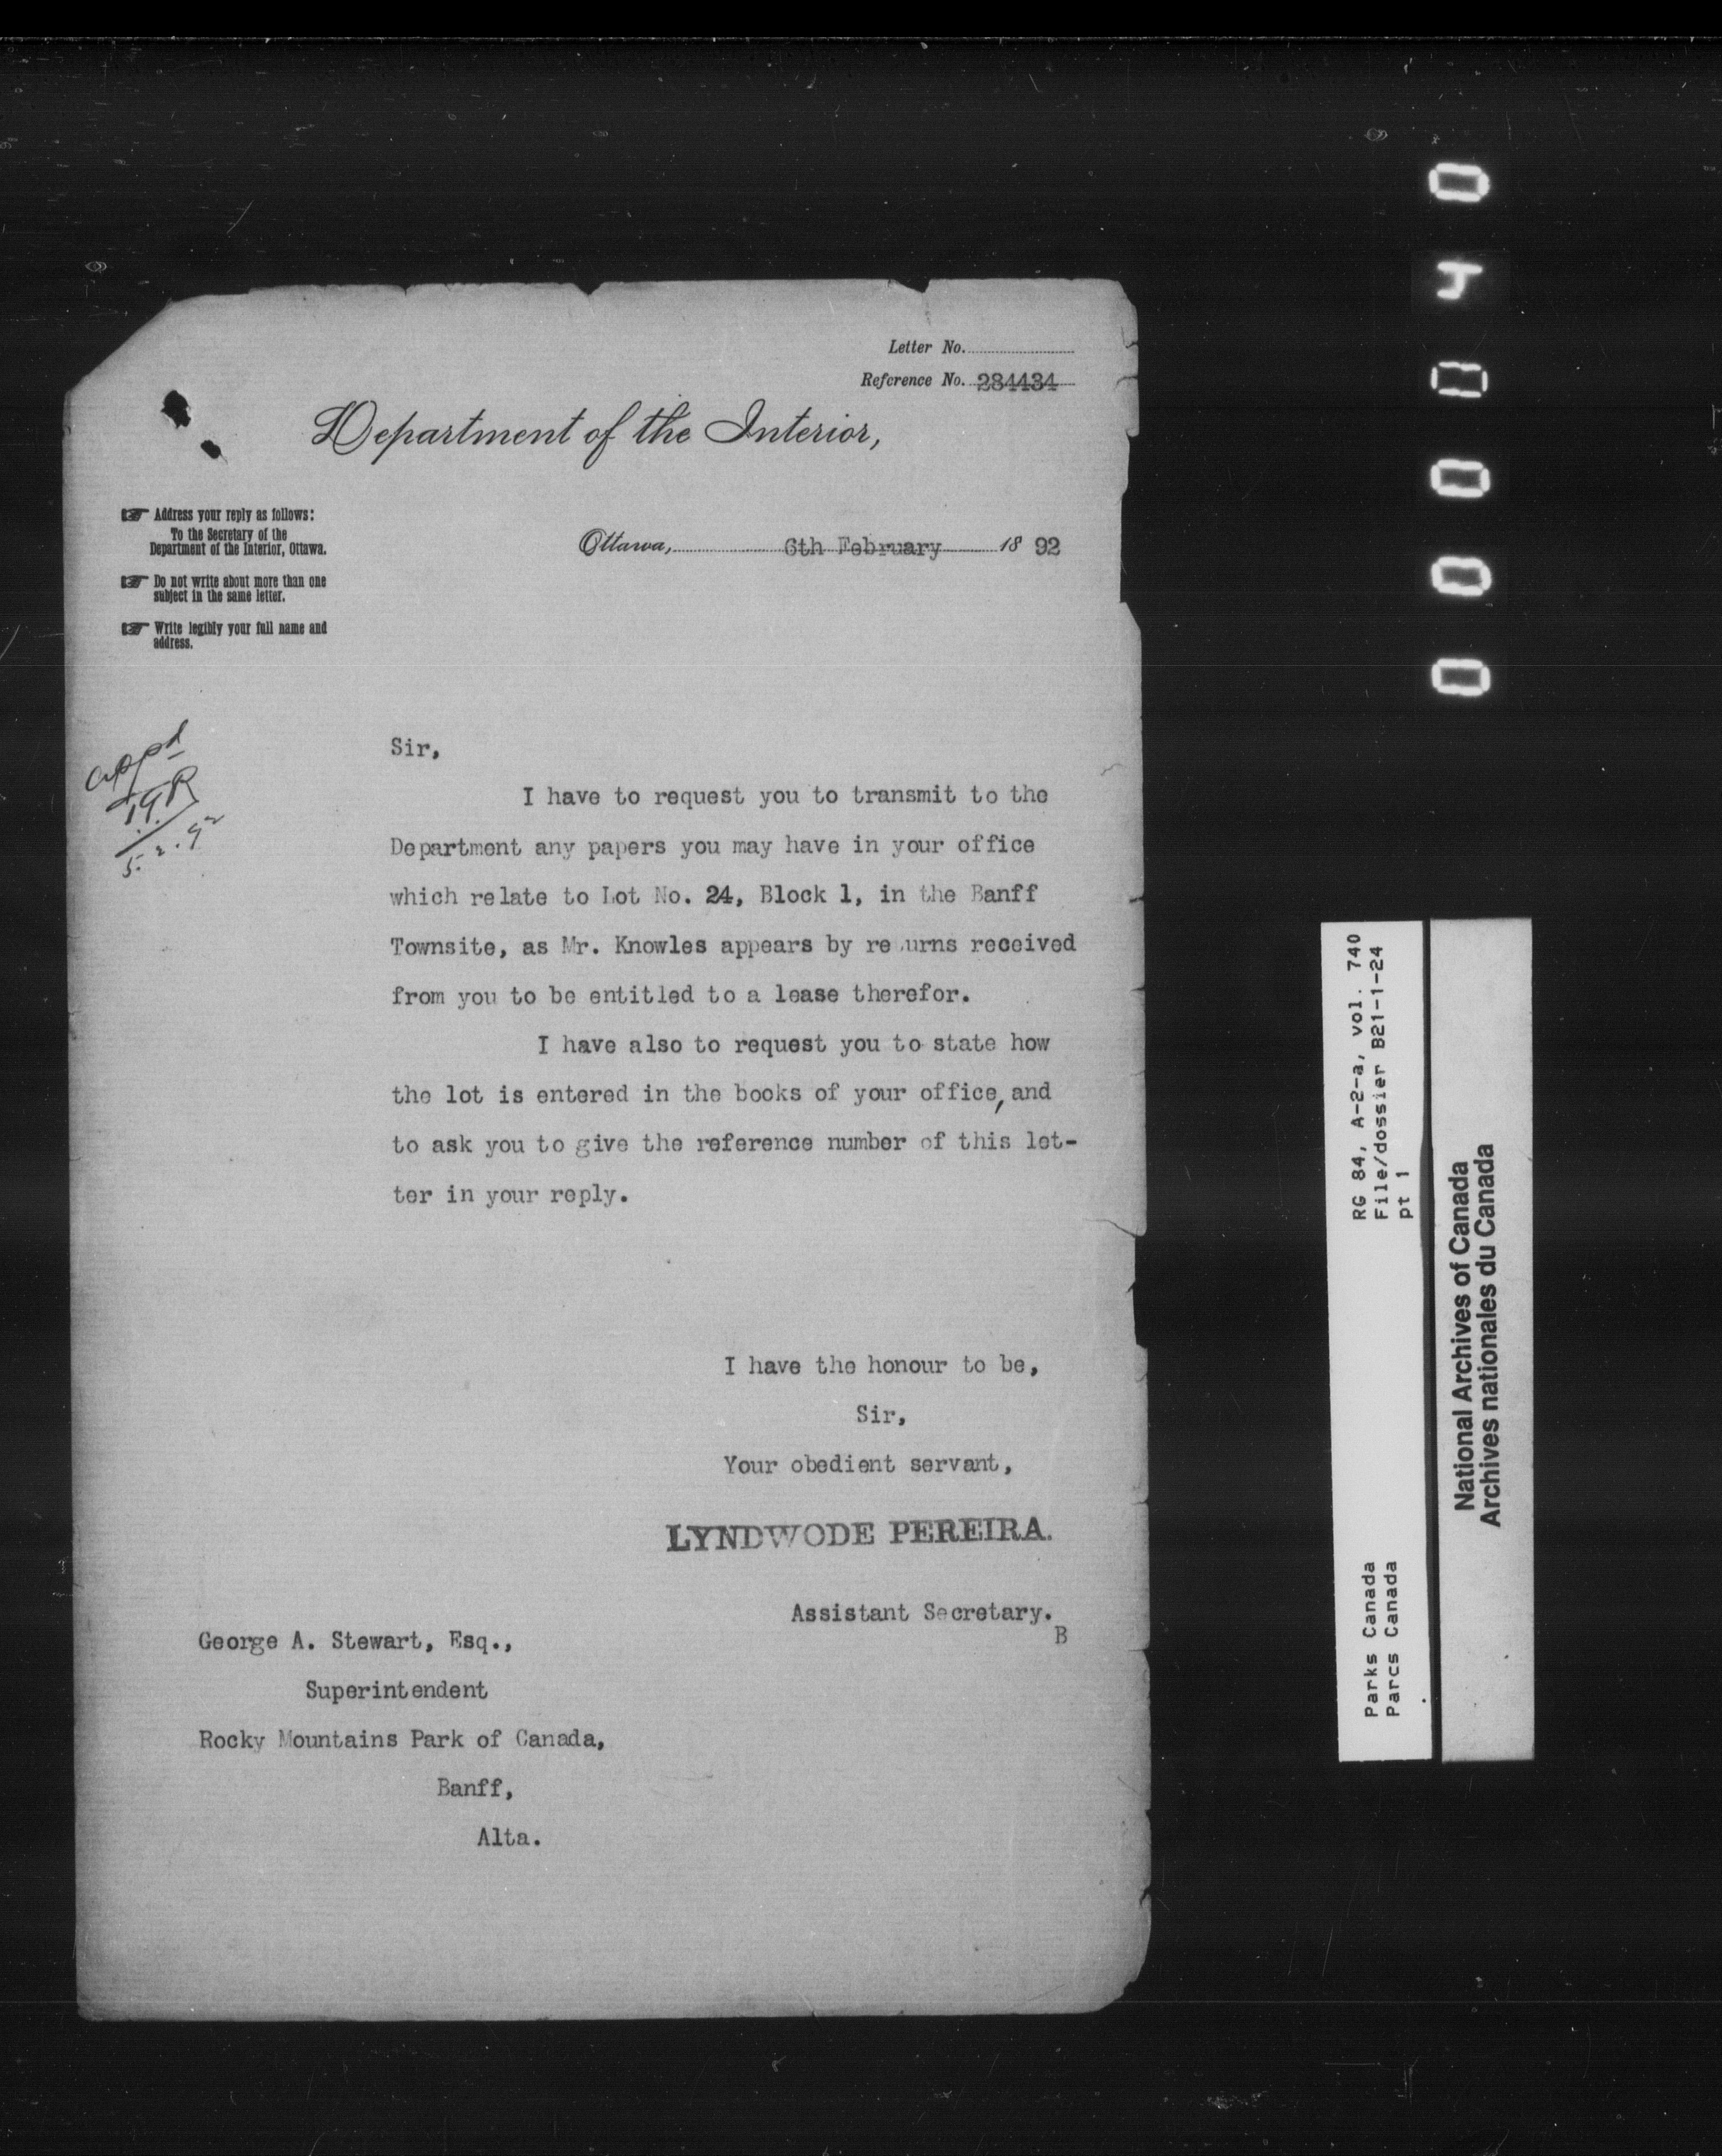 Letter No.
Reference No. 284434
Department of the Interior,
☞ Address your reply as follows:
To the Secretary of the
Department of the Interior, Ottawa.
☞ Do not write about more than one
subject in the same letter.
☞ Write legibly your full name and
address.
Ottawa, 6th February 18 92
appd
5.2.92
Sir,
I have to request you to transmit to the
Department any papers you may have in your office
which relate to Lot No. 24, Block 1, in the Banff
Townsite, as Mr. Knowles appears by re urns received
from you to be entitled to a lease therefor.
I have also to request you to state how
the lot is entered in the books of your office, and
to ask you to give the reference number of this let-
ter in your reply.
I have the honour to be,
Sir,
Your obedient servant,
LYNDWODE PEREIRA.
Assistant Secretary.
B
George A. Stewart, Esq.,
Superintendent
Rocky Mountains Park of Canada,
Banff,
Alta.
RG 84, A-2-a, vol. 740
File/dossier B21-1-24
pt 1
Parks Canada
Parcs Canada
National Archives of Canada
Archives nationales du Canada